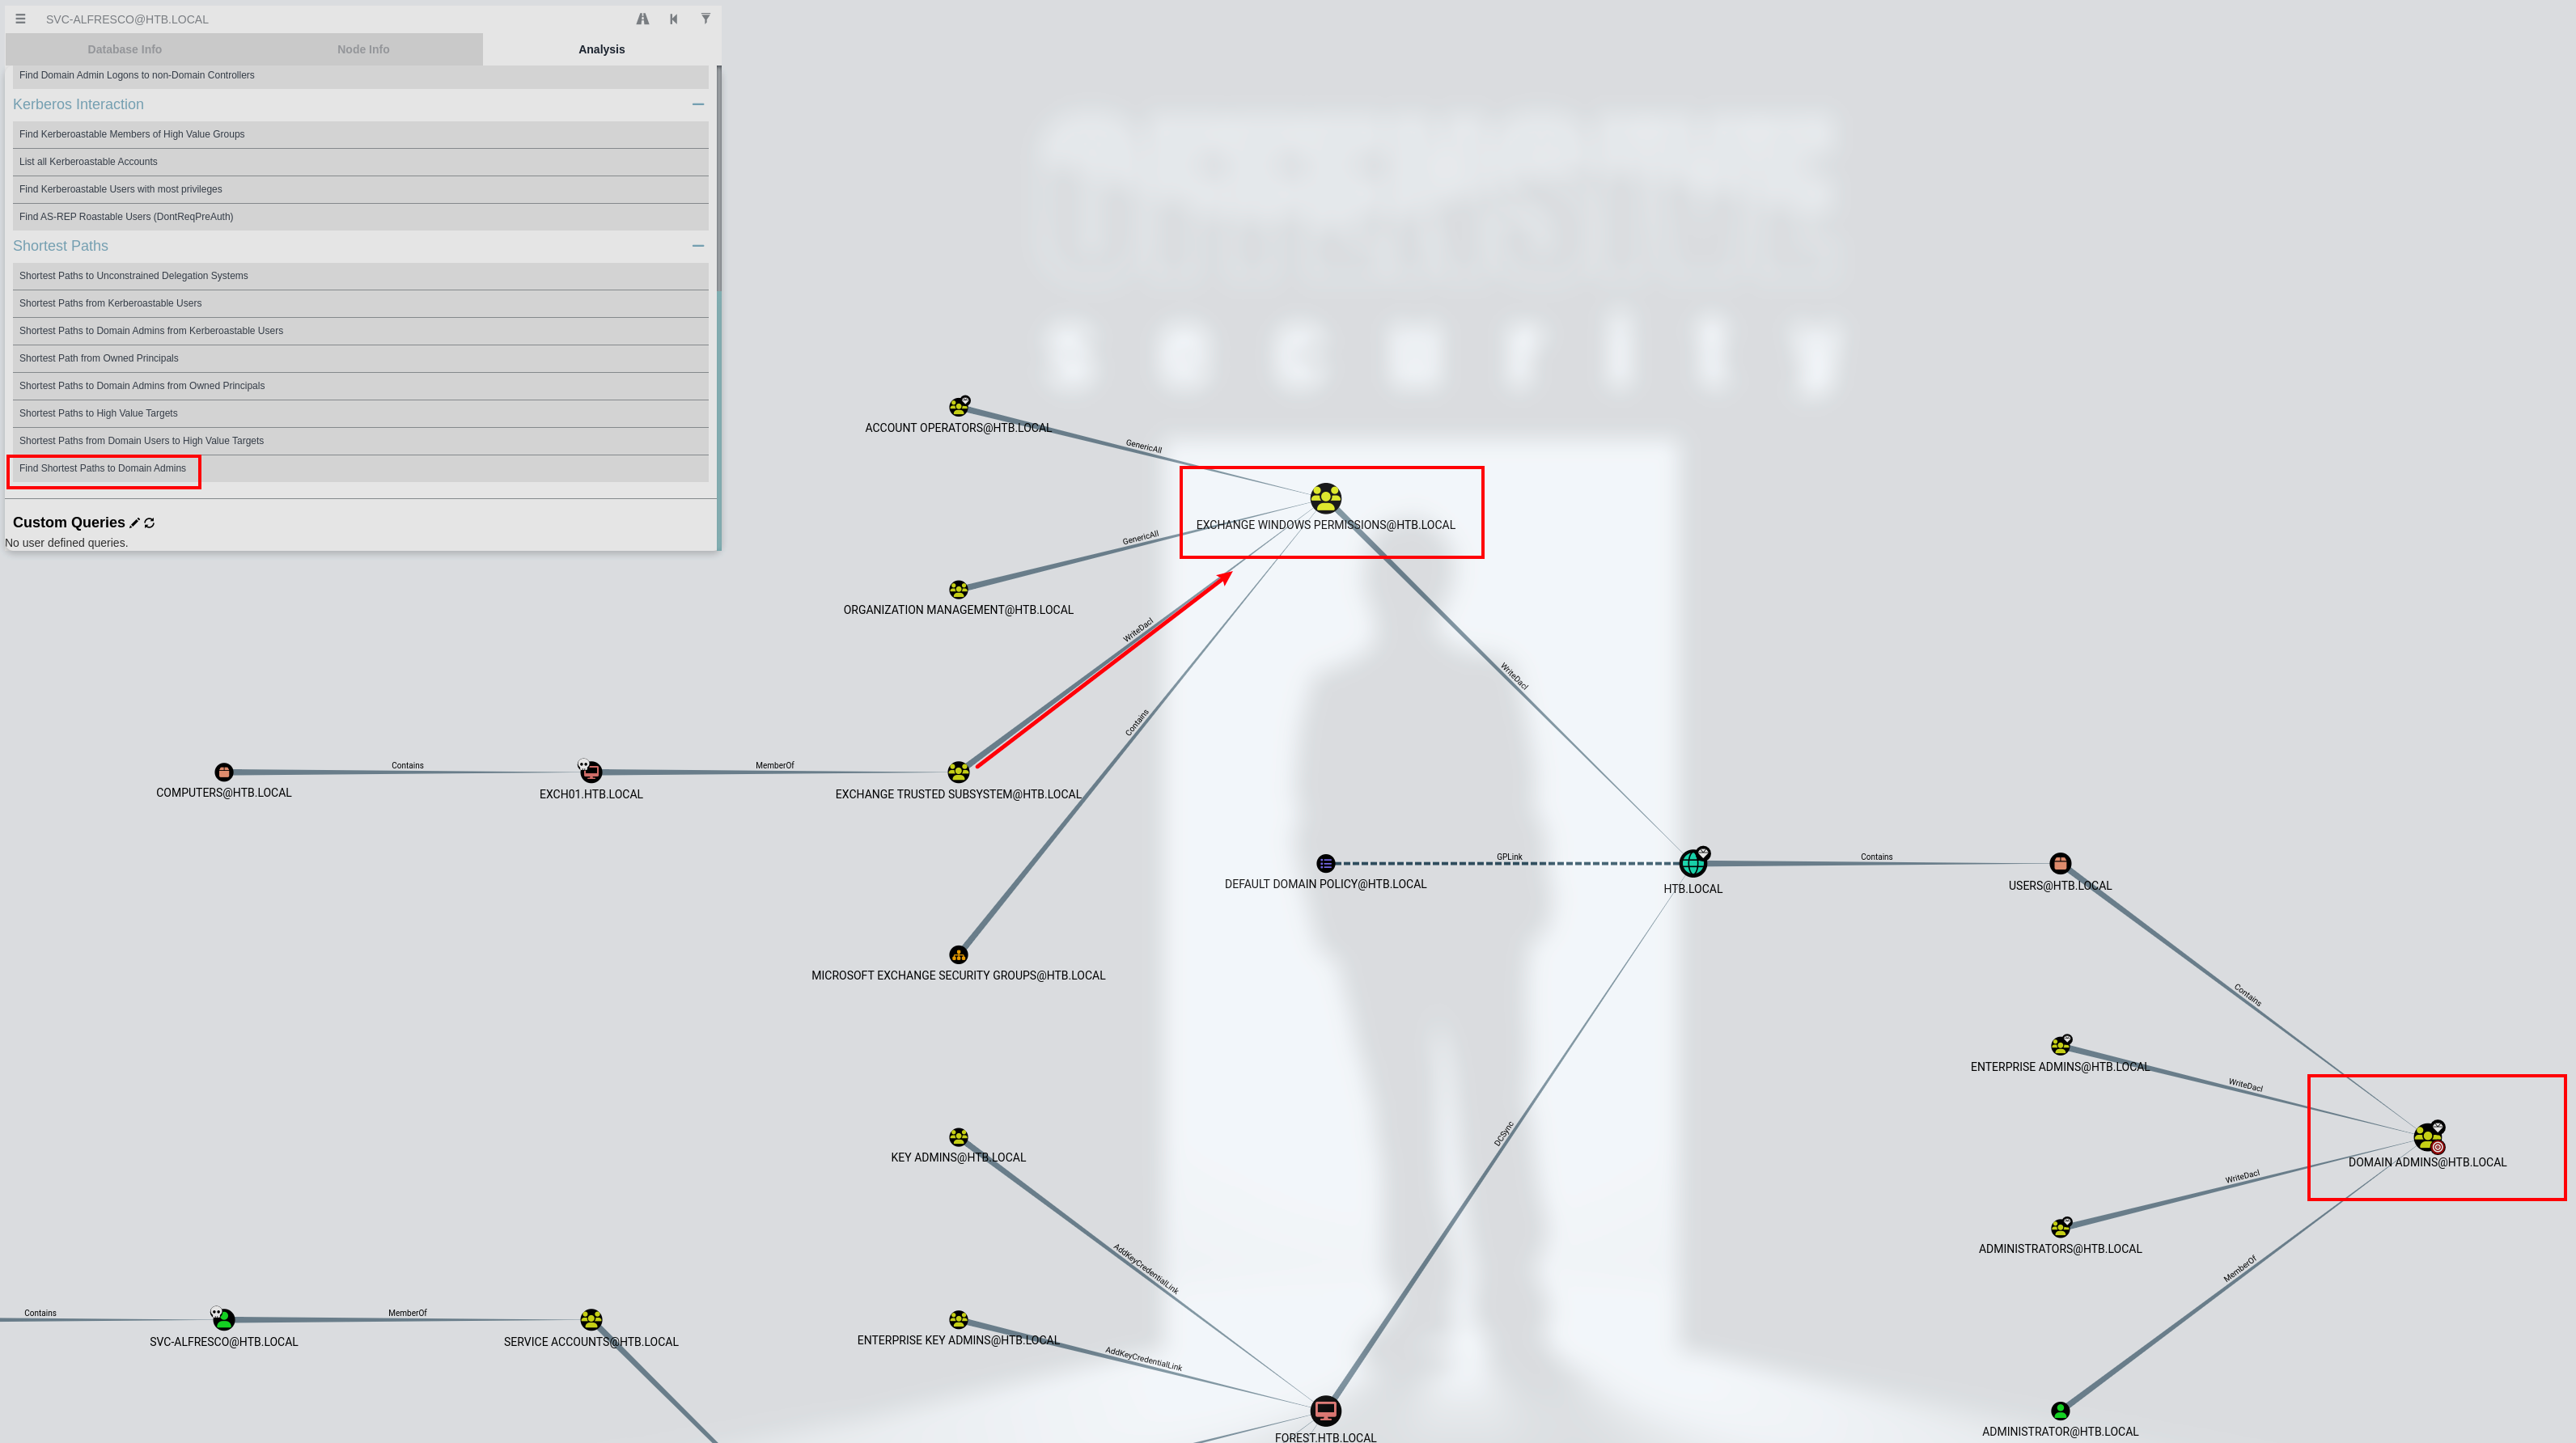 SVC-ALFRESCO@HTB.LOCAL
Database Info
Node Info
Analysis
Find Domain Admin Logons to non-Domain Controllers
Kerberos Interaction
Find Kerberoastable Members of High Value Groups
List all Kerberoastable Accounts
Find Kerberoastable Users with most privileges
Find AS-REP Roastable Users (DontReqPreAuth)
Shortest Paths
Shortest Paths to Unconstrained Delegation Systems
Shortest Paths from Kerberoastable Users
Shortest Paths to Domain Admins from Kerberoastable Users
Shortest Path from Owned Principals
Shortest Paths to Domain Admins from Owned Principals
Shortest Paths to High Value Targets
Shortest Paths from Domain Users to High Value Targets
Find Shortest Paths to Domain Admins
Custom Queries
No user defined queries.
security
ACCOUNT OPERATORS@HTB.LOCAL
GenericAll
EXCHANGE WINDOWS PERMISSIONS@HTB.LOCAL
GenericAll
ORGANIZATION MANAGEMENT@HTB.LOCAL
WriteDacl
WriteDacl
Contains
Contains
MemberOf
COMPUTERS@HTB.LOCAL
EXCH01.HTB.LOCAL
EXCHANGE TRUSTED SUBSYSTEM@HTB.LOCAL
GPLink
Contains
DEFAULT DOMAIN POLICY@HTB.LOCAL
HTB.LOCAL
USERS@HTB.LOCAL
MICROSOFT EXCHANGE SECURITY GROUPS@HTB.LOCAL
Contains
ENTERPRISE ADMINS@HTB.LOCAL
WriteDacl
DCSync
KEY ADMINS@HTB.LOCAL
DOMAIN ADMINS@HTB.LOCAL
WriteDacl
ADMINISTRATORS@HTB.LOCAL
AddKeyCredentialLink
MemberOf
Contains
MemberOf
SVC-ALFRESCO@HTB.LOCAL
SERVICE ACCOUNTS@HTB.LOCAL
ENTERPRISE KEY ADMINS@HTB.LOCAL
AddKeyCredentialLink
FOREST.HTB.LOCAL
ADMINISTRATOR@HTB.LOCAL